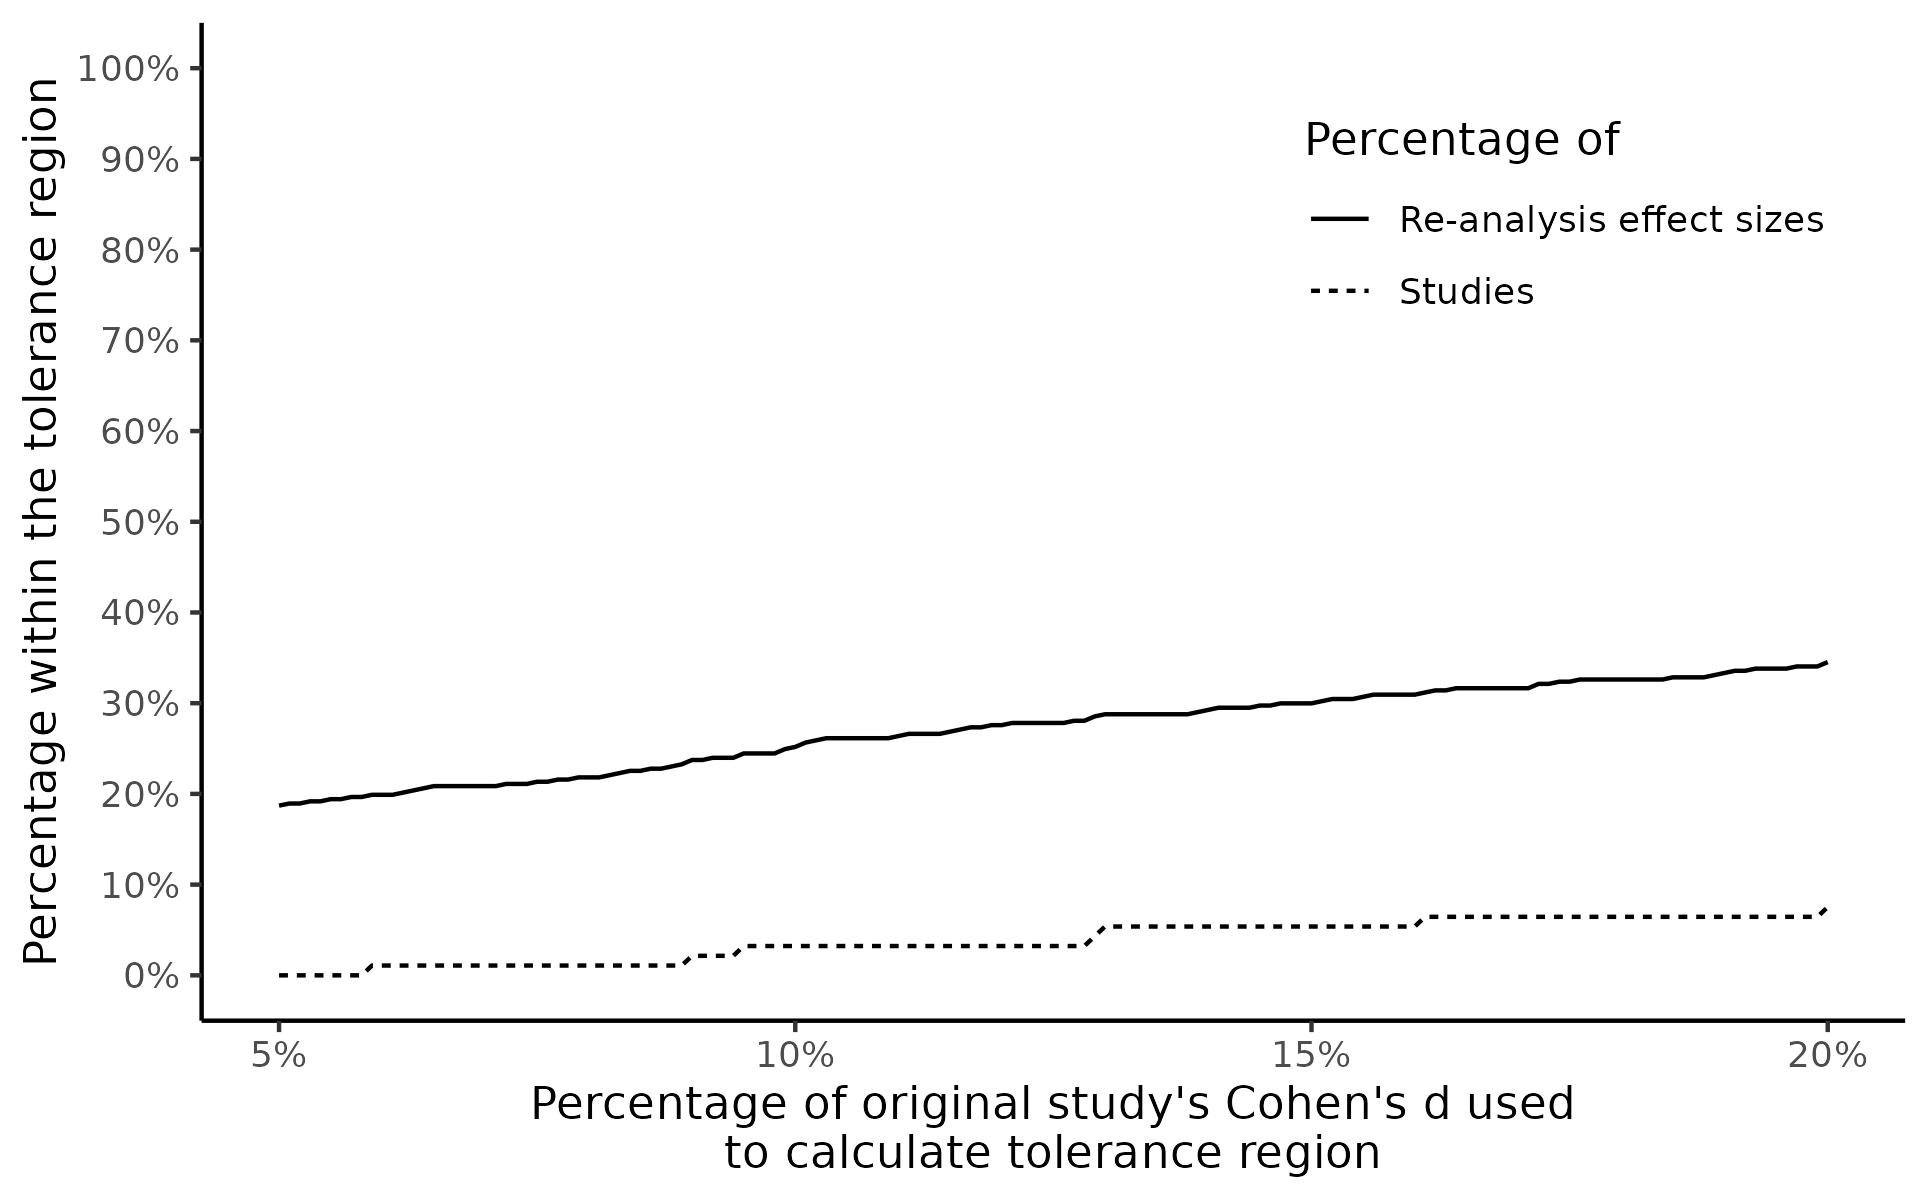 Percentage within the tolerance region
100%
90%
80%
70%
60%
50%
40%
30%
20%
10%
0%
Percentage of
Re-analysis effect sizes
Studies
5%
10%
15%
20%
Percentage of original study's Cohen's d used
to calculate tolerance region